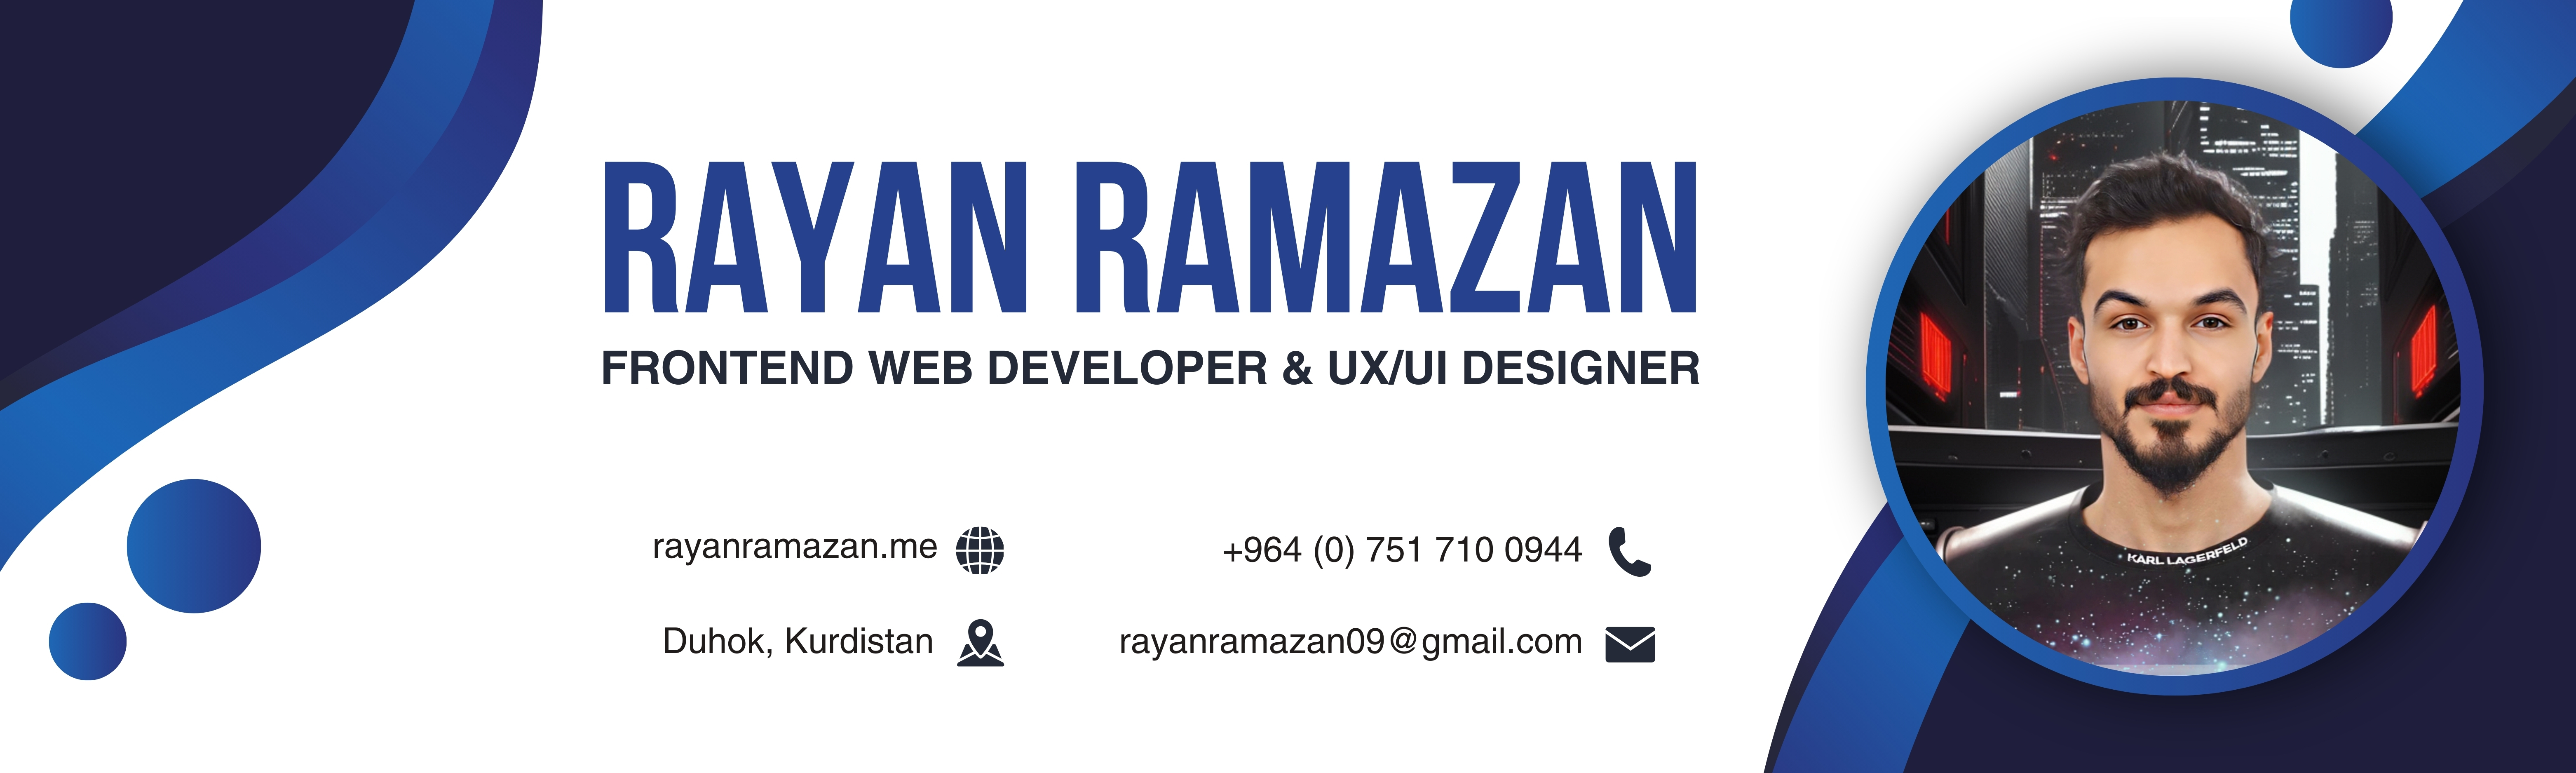 RAYAN RAMAZAN
FRONTEND WEB DEVELOPER & UX/UI DESIGNER
rayanramazan.me
+964 (0) 751 710 0944
Duhok, Kurdistan
rayanramazan09@gmail.com
KARL LAGERFELD